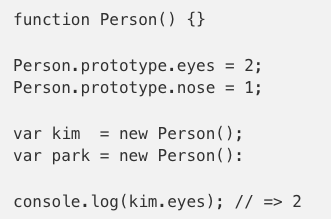 function Person() {}
Person.prototype.eyes = 2;
Person.prototype.nose = 1;
var kim  = new Person();
var park = new Person():
console.log(kim.eyes); // => 2